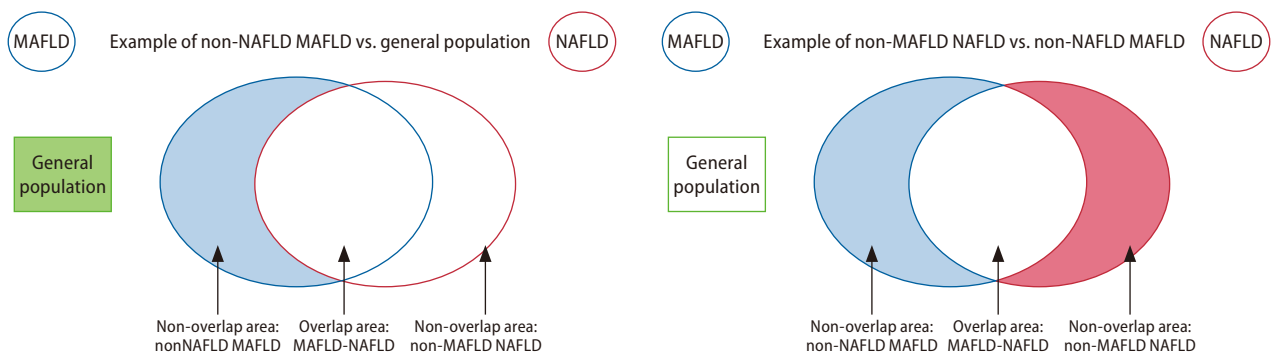 MAFLD
Example of non-NAFLD MAFLD vs. general population
NAFLD
General
population
Non-overlap area:
nonNAFLD MAFLD
Overlap area:
MAFLD-NAFLD
Non-overlap area:
non-MAFLD NAFLD
MAFLD
Example of non-MAFLD NAFLD vs. non-NAFLD MAFLD
NAFLD
General
population
Non-overlap area:
non-NAFLD MAFLD
Overlap area:
MAFLD-NAFLD
Non-overlap area:
non-MAFLD NAFLD